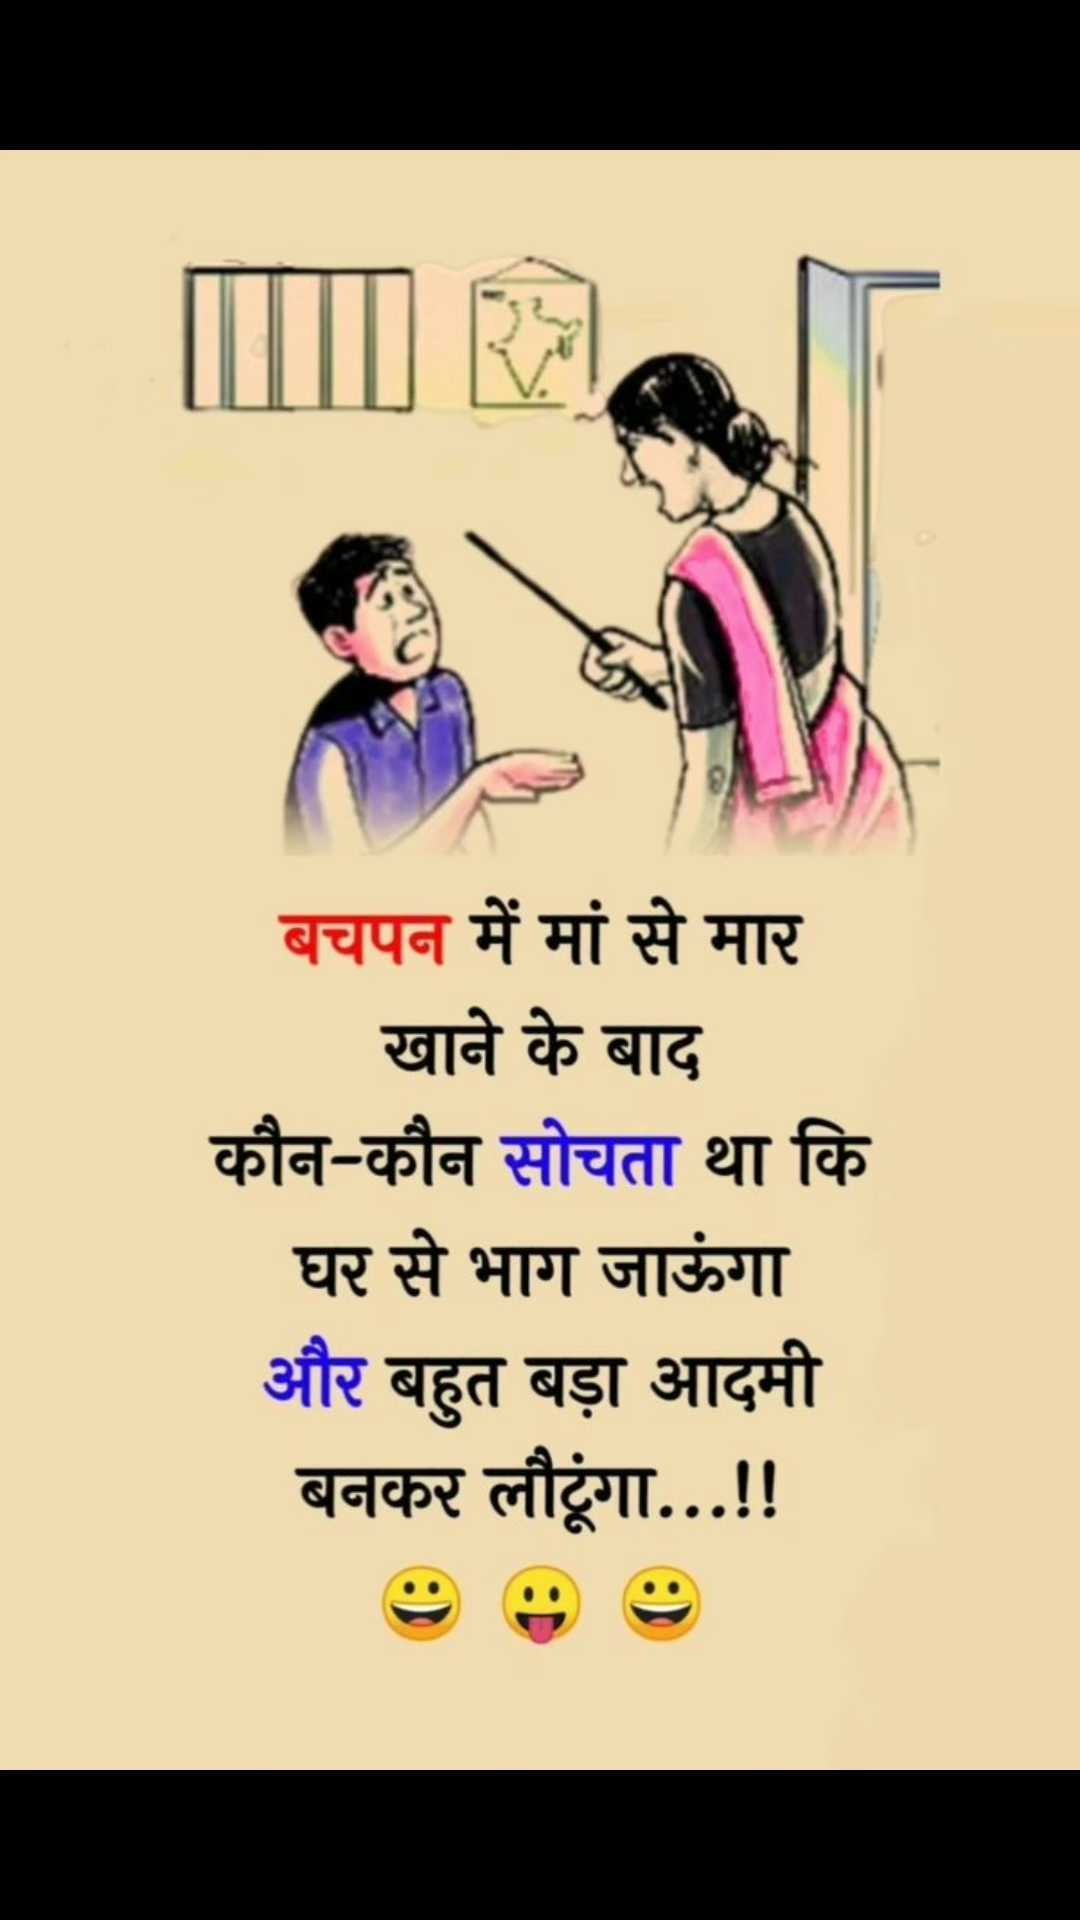 बचपन में मां से मार
खाने के बाद
कौन-कौन सोचता था कि
घर से भाग जाऊंगा
और बहुत बड़ा आदमी
बनकर लौटूंगा...!!
😀 😛 😀